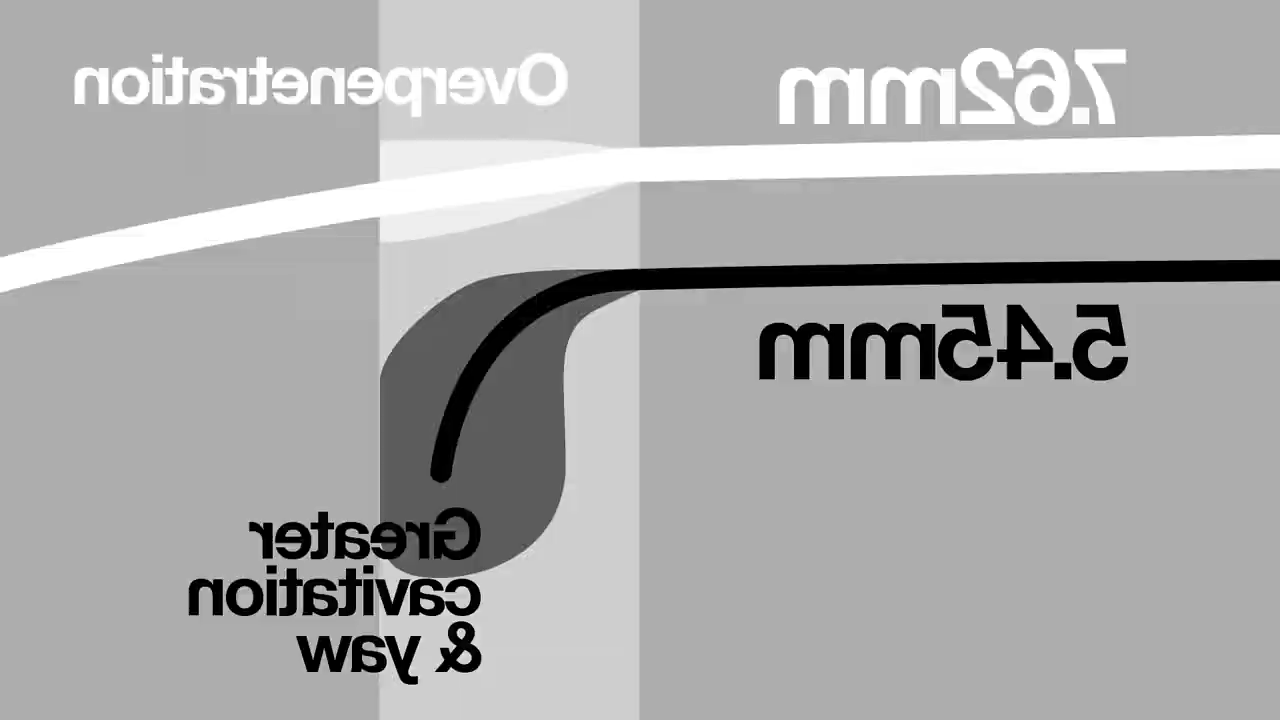 7.62mm
Overpenetration
5.45mm
Greater
cavitation
& yaw